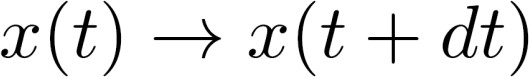 x(t) → x(t + dt)